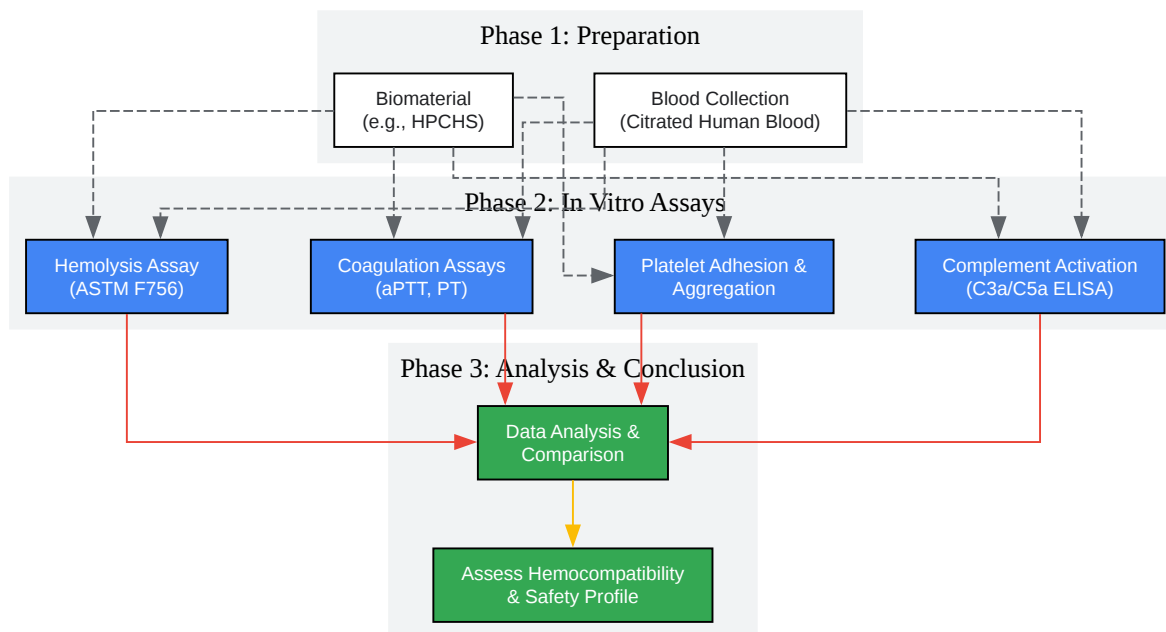 Phase 1: Preparation
Biomaterial
(e.g., HPCHS)
Blood Collection
(Citrated Human Blood)
Phase 2: In Vitro Assays
Hemolysis Assay
(ASTM F756)
Coagulation Assays
(aPTT, PT)
Platelet Adhesion &
Aggregation
Complement Activation
(C3a/C5a ELISA)
Phase 3: Analysis & Conclusion
Data Analysis &
Comparison
Assess Hemocompatibility
& Safety Profile